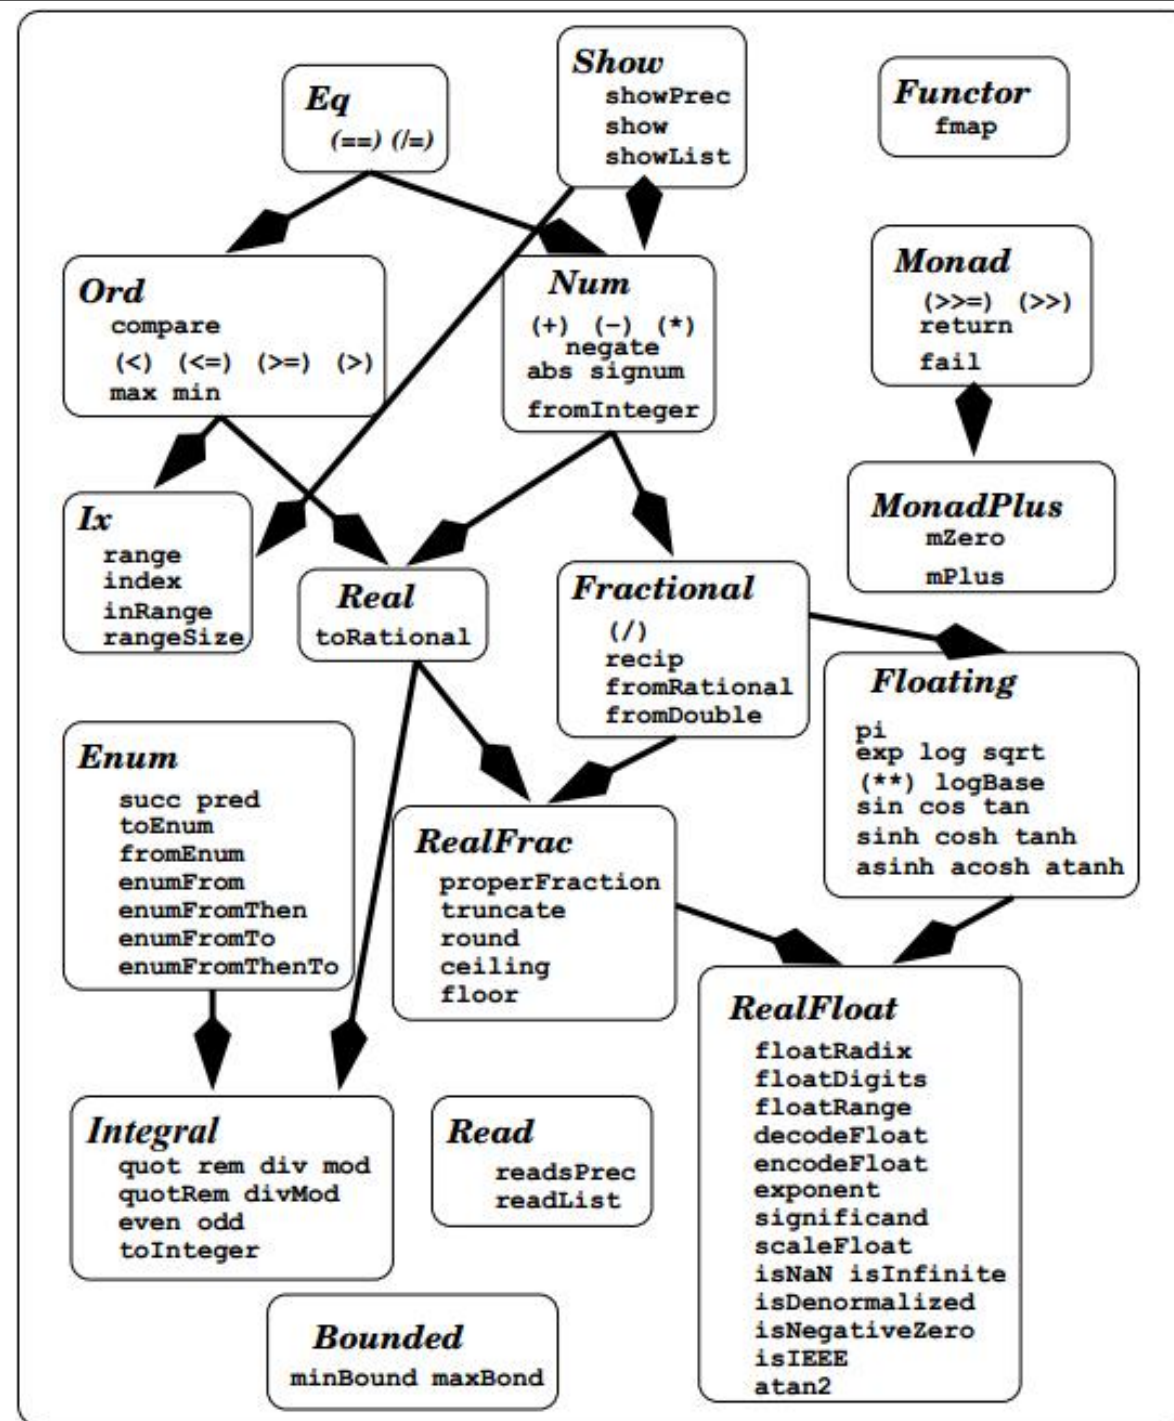 Eq
(==) (/=)
Show
showPrec
show
showList
Functor
fmap
Ord
compare
(<) (<=) (>=) (>)
max min
Num
(+) (-) (*)
negate
abs signum
fromInteger
Monad
(>>=) (>>)
return
fail
Ix
range
index
inRange
rangeSize
Real
toRational
Fractional
(/)
recip
fromRational
fromDouble
MonadPlus
mZero
mPlus
Floating
pi
exp log sqrt
(**) logBase
sin cos tan
sinh cosh tanh
asinh acosh atanh
Enum
succ pred
toEnum
fromEnum
enumFrom
enumFromThen
enumFromTo
enumFromThenTo
RealFrac
properFraction
truncate
round
ceiling
floor
RealFloat
floatRadix
floatDigits
floatRange
decodeFloat
encodeFloat
exponent
significand
scaleFloat
isNaN isInfinite
isDenormalized
isNegativeZero
isIEEE
atan2
Integral
quot rem div mod
quotRem divMod
even odd
toInteger
Read
readsPrec
readList
Bounded
minBound maxBond